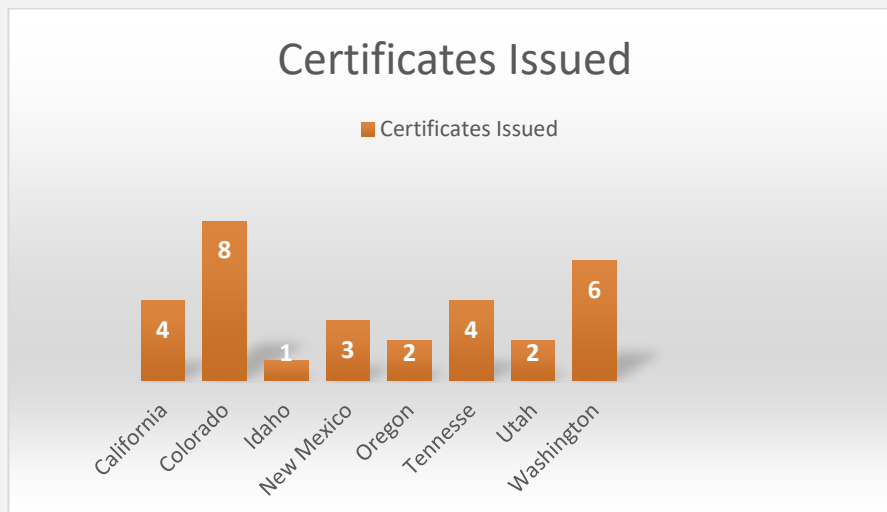 Certificates Issued
Certificates Issued
4
8
1
3
2
4
2
6
California
Colorado
Idaho
New Mexico
Oregon
Tennesse
Utah
Washington